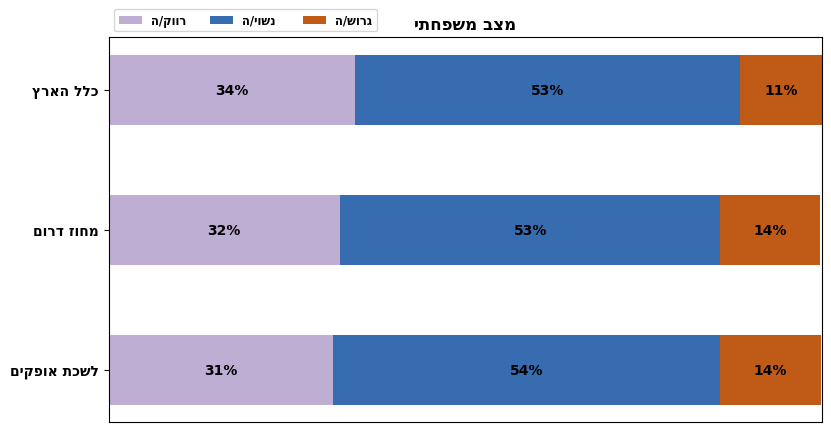 מצב משפחתי
רווק/ה נשוי/ה גרוש/ה
כלל הארץ 34% 53% 11%
מחוז דרום 32% 53% 14%
לשכת אופקים 31% 54% 14%